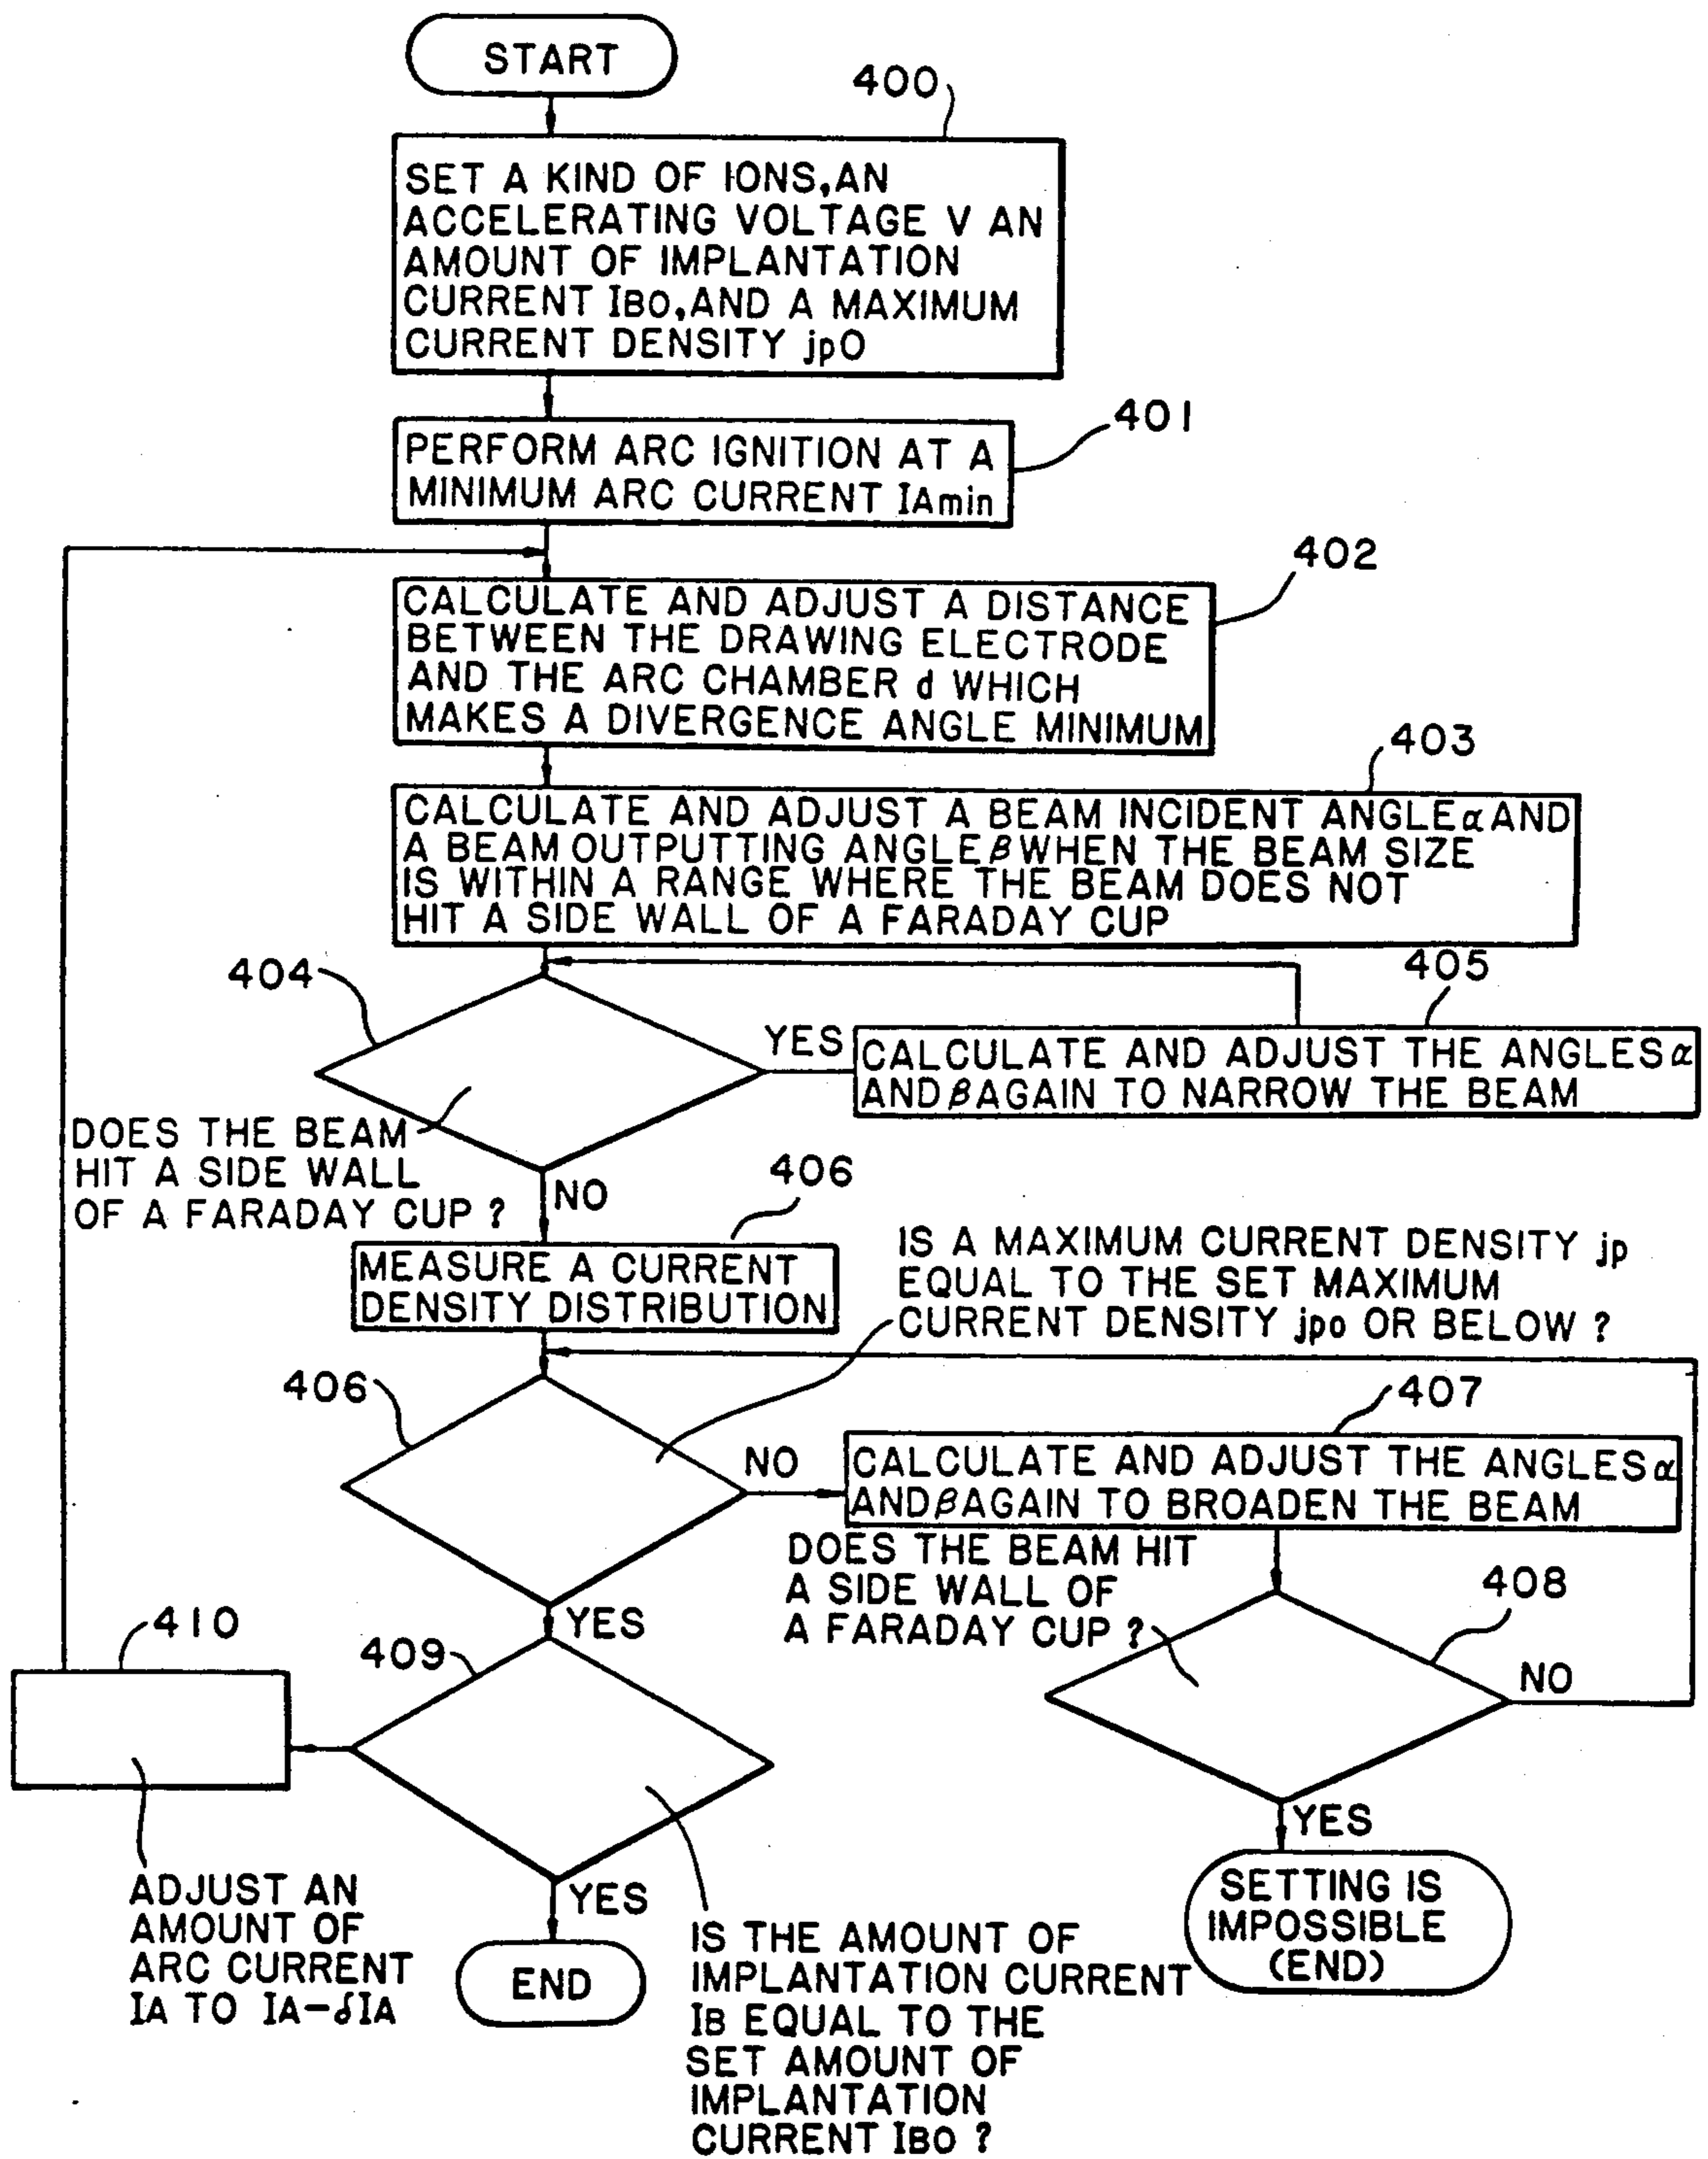 START
400
SET A KIND OF IONS,AN
ACCELERATING VOLTAGE V AN
AMOUNT OF IMPLANTATION
CURRENT IBO,AND A MAXIMUM
CURRENT DENSITY jpO
401
PERFORM ARC IGNITION AT A
MINIMUM ARC CURRENT IAmin
402
CALCULATE AND ADJUST A DISTANCE
BETWEEN THE DRAWING ELECTRODE
AND THE ARC CHAMBER d WHICH
MAKES A DIVERGENCE ANGLE MINIMUM
403
CALCULATE AND ADJUST A BEAM INCIDENT ANGLE α AND
A BEAM OUTPUTTING ANGLE β WHEN THE BEAM SIZE
IS WITHIN A RANGE WHERE THE BEAM DOES NOT
HIT A SIDE WALL OF A FARADAY CUP
404
405
YES
CALCULATE AND ADJUST THE ANGLES α
AND β AGAIN TO NARROW THE BEAM
DOES THE BEAM
HIT A SIDE WALL
OF A FARADAY CUP ?
NO
406
MEASURE A CURRENT
DENSITY DISTRIBUTION
IS A MAXIMUM CURRENT DENSITY jp
EQUAL TO THE SET MAXIMUM
CURRENT DENSITY jpo OR BELOW ?
406
407
NO
CALCULATE AND ADJUST THE ANGLES α
AND β AGAIN TO BROADEN THE BEAM
DOES THE BEAM HIT
A SIDE WALL OF
A FARADAY CUP ?
408
NO
YES
SETTING IS
IMPOSSIBLE
(END)
YES
409
410
ADJUST AN
AMOUNT OF
ARC CURRENT
IA TO IA-δIA
YES
END
IS THE AMOUNT OF
IMPLANTATION CURRENT
IB EQUAL TO THE
SET AMOUNT OF
IMPLANTATION
CURRENT IBO ?